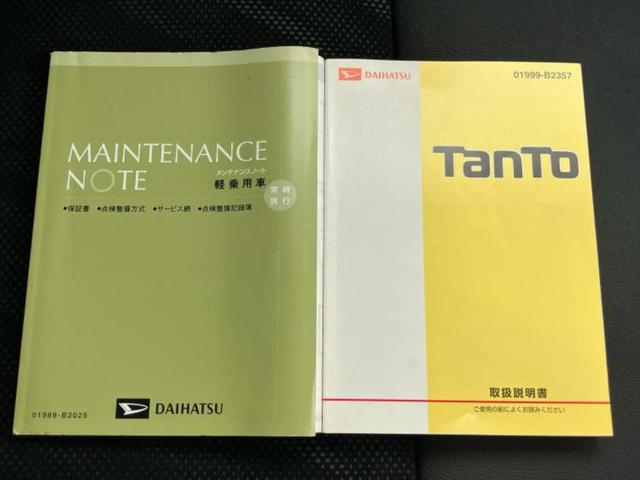 MAINTENANCE
NOTE
メンテナンスノート
軽乗用車
常時
携行
●保証書 ●点検整備方式 ●サービス網 ●点検整備記録簿
01989-B2025
DAIHATSU
DAIHATSU
01999-B2357
TanTo
取扱説明書
ご使用の前によくお読みください